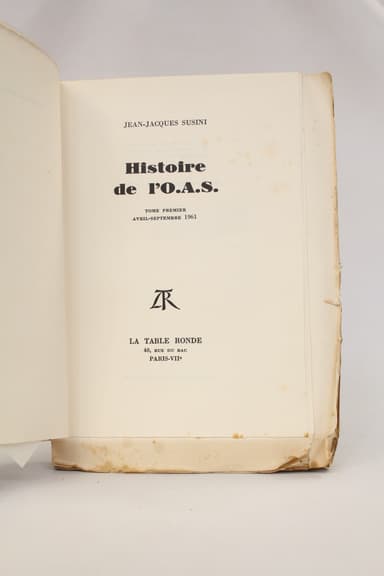 JEAN-JACQUES SUSINI
Histoire
de l'O.A.S.
TOME PREMIER
AVRIL-SEPTEMBRE 1961
LA TABLE RONDE
40, RUE DU BAC
PARIS-VIIe